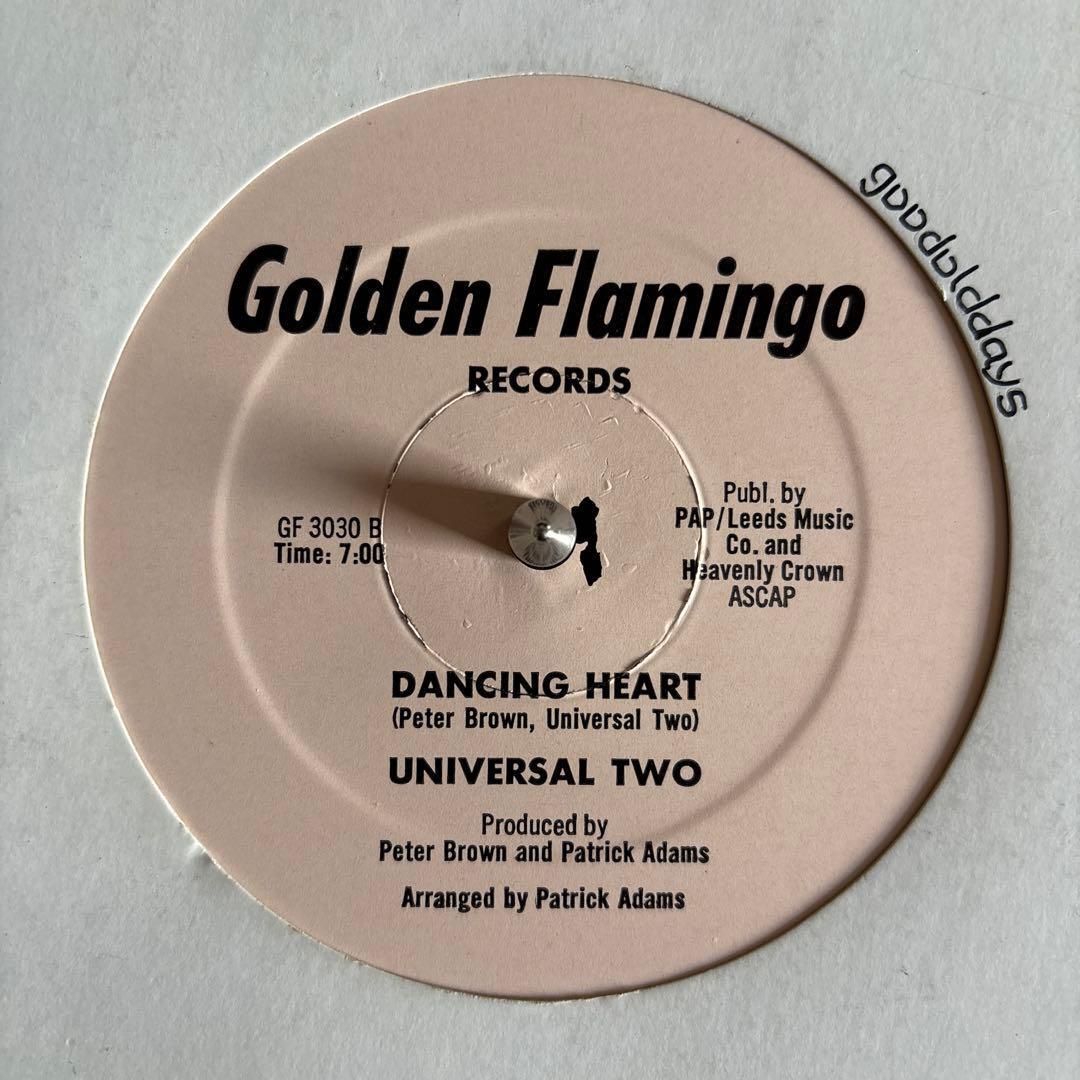 Golden Flamingo
RECORDS
GF 3030 B
Time: 7:00
Publ. by
PAP/Leeds Music
Co. and
Heavenly Crown
ASCAP
DANCING HEART
(Peter Brown, Universal Two)
UNIVERSAL TWO
Produced by
Peter Brown and Patrick Adams
Arranged by Patrick Adams
goodolddays